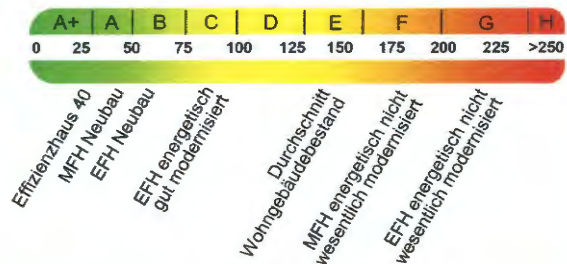 A+ A B C D E F G H
0 25 50 75 100 125 150 175 200 225 >250
Effizienzhaus 40
MFH Neubau
EFH Neubau
EFH energetisch
gut modernisiert
Durchschnitt
Wohngebäudebestand
MFH energetisch nicht
wesentlich modernisiert
EFH energetisch nicht
wesentlich modernisiert